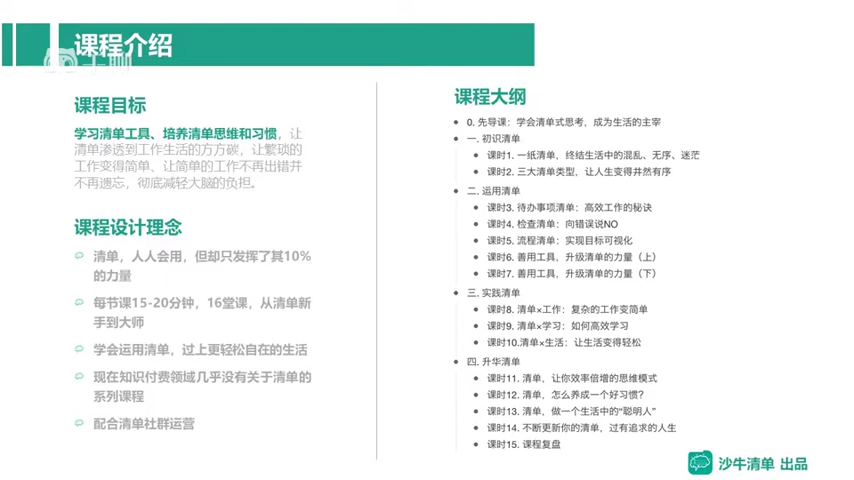 课程介绍
千聊
课程目标
学习清单工具、培养清单思维和习惯，让
清单渗透到工作生活的方方碳，让繁琐的
工作变得简单、让简单的工作不再出错并
不再遗忘，彻底减轻大脑的负担。
课程设计理念
清单，人人会用，但却只发挥了其10%
的力量
每节课15-20分钟，16堂课，从清单新
手到大师
学会运用清单，过上更轻松自在的生活
现在知识付费领域几乎没有关于清单的
系列课程
配合清单社群运营
课程大纲
0. 先导课：学会清单式思考，成为生活的主宰
一. 初识清单
课时1. 一纸清单，终结生活中的混乱、无序、迷茫
课时2. 三大清单类型，让人生变得井然有序
二. 运用清单
课时3. 待办事项清单：高效工作的秘诀
课时4. 检查清单：向错误说NO
课时5. 流程清单：实现目标可视化
课时6. 善用工具，升级清单的力量（上）
课时7. 善用工具，升级清单的力量（下）
三. 实践清单
课时8. 清单×工作：复杂的工作变简单
课时9. 清单×学习：如何高效学习
课时10.清单×生活：让生活变得轻松
四. 升华清单
课时11. 清单，让你效率倍增的思维模式
课时12. 清单，怎么养成一个好习惯？
课时13. 清单，做一个生活中的“聪明人”
课时14. 不断更新你的清单，过有追求的人生
课时15. 课程复盘
沙牛清单 出品